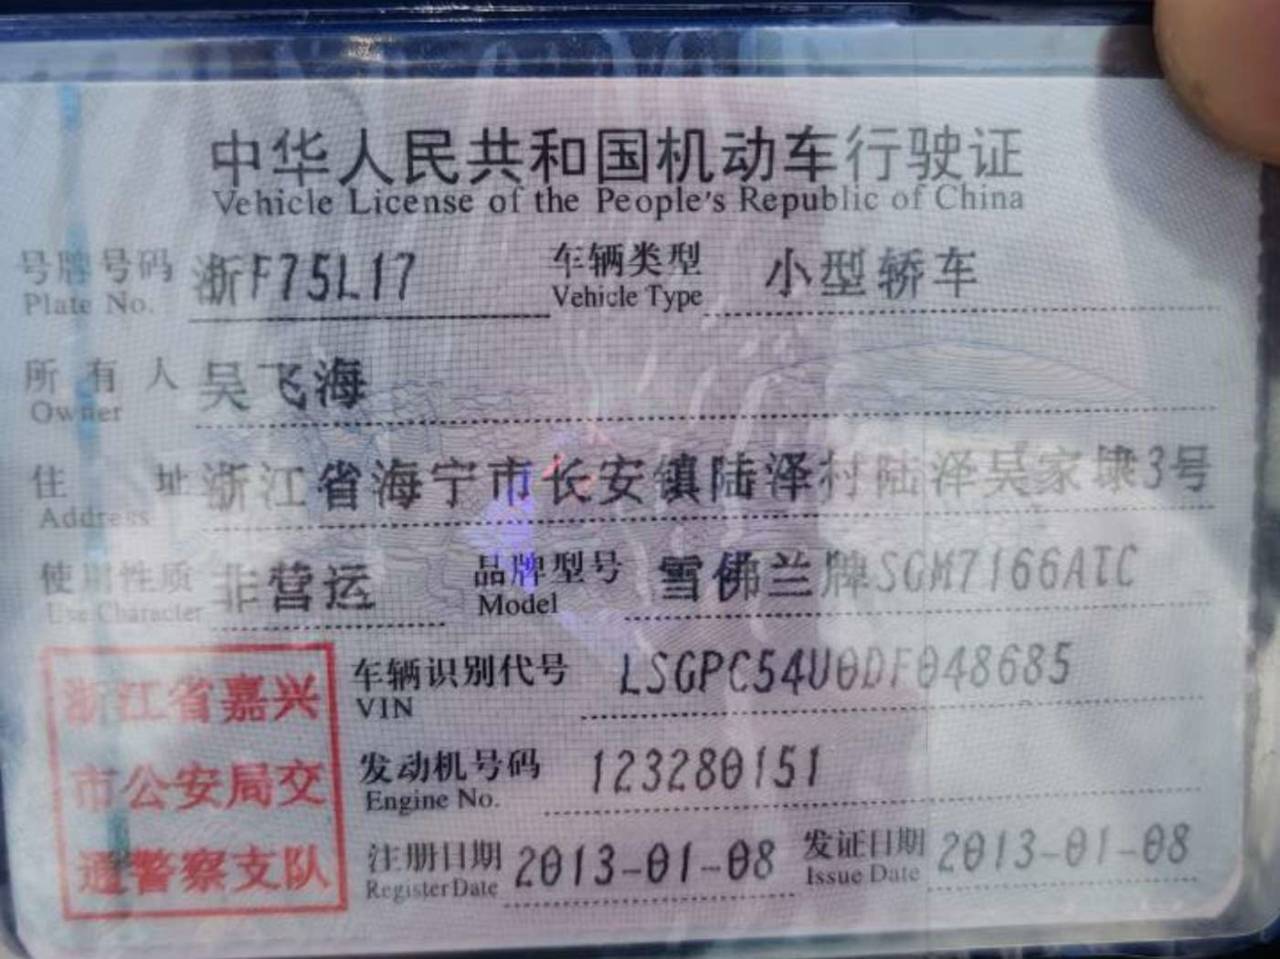 中华人民共和国机动车行驶证
Vehicle License of the People's Republic of China
号牌号码 浙F75L17 车辆类型 小型轿车
Plate No. Vehicle Type
所有人 吴飞海
Owner
住址 浙江省海宁市长安镇陆泽村陆泽吴家埭3号
Address
使用性质 非营运 品牌型号 雪佛兰牌SGM7166ATC
Use Character Model
车辆识别代号 LSGPC54U0DF048685
VIN
发动机号码 123280151
Engine No.
注册日期 2013-01-08 发证日期 2013-01-08
Register Date Issue Date
浙江省嘉兴
市公安局交
通警察支队